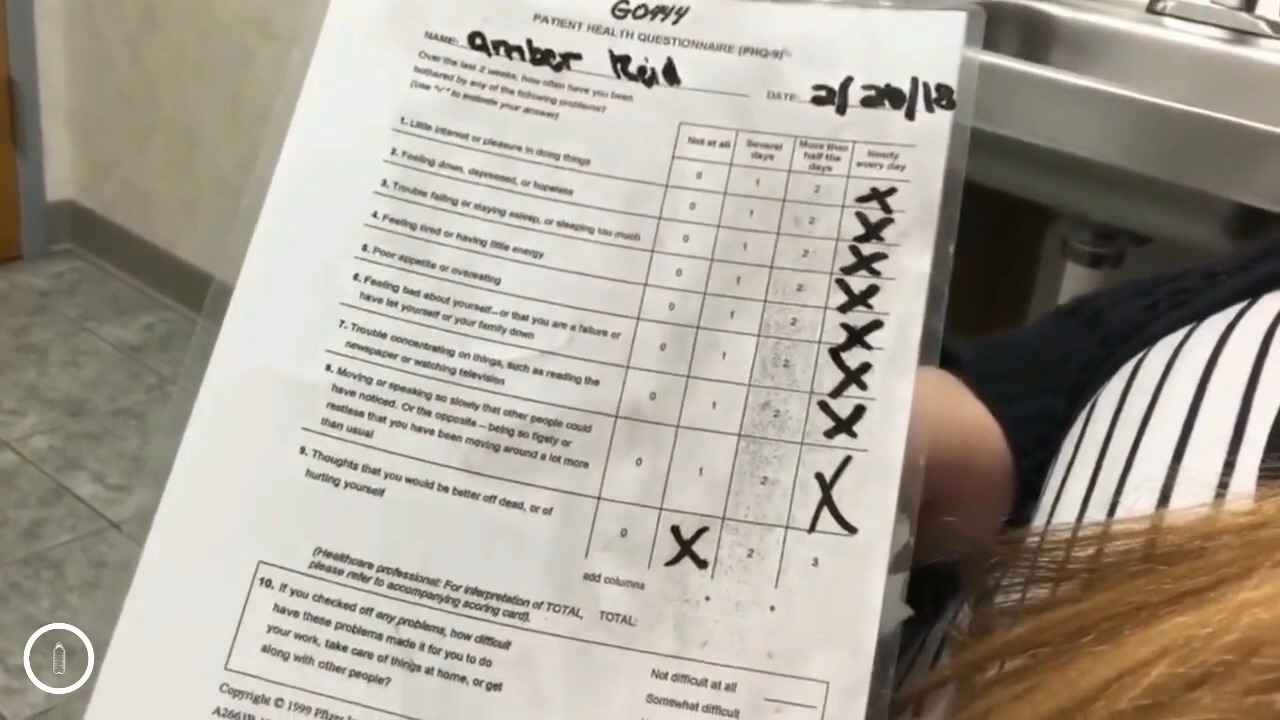 PATIENT HEALTH QUESTIONNAIRE (PHQ-9)
NAME: Amber Reid
DATE: 2/20/18
Over the last 2 weeks, how often have you been
bothered by any of the following problems?
(use "✓" to indicate your answer)
Not at all Several days More than half the days Nearly every day
1. Little interest or pleasure in doing things 0 1 2 X
2. Feeling down, depressed, or hopeless 0 1 2 X
3. Trouble falling or staying asleep, or sleeping too much 0 1 2 X
4. Feeling tired or having little energy 0 1 2 X
5. Poor appetite or overeating 0 1 2 X
6. Feeling bad about yourself—or that you are a failure or
have let yourself or your family down 0 1 2 X
7. Trouble concentrating on things, such as reading the
newspaper or watching television 0 1 2 X
8. Moving or speaking so slowly that other people could
have noticed. Or the opposite—being so figety or
restless that you have been moving around a lot more
than usual 0 1 2 X
9. Thoughts that you would be better off dead, or of
hurting yourself 0 X 2 3
add columns + +
(Healthcare professional: For interpretation of TOTAL,
please refer to accompanying scoring card).
TOTAL:
10. If you checked off any problems, how difficult
have these problems made it for you to do
your work, take care of things at home, or get
along with other people?
Not difficult at all
Somewhat difficult
Copyright © 1999 Pfizer